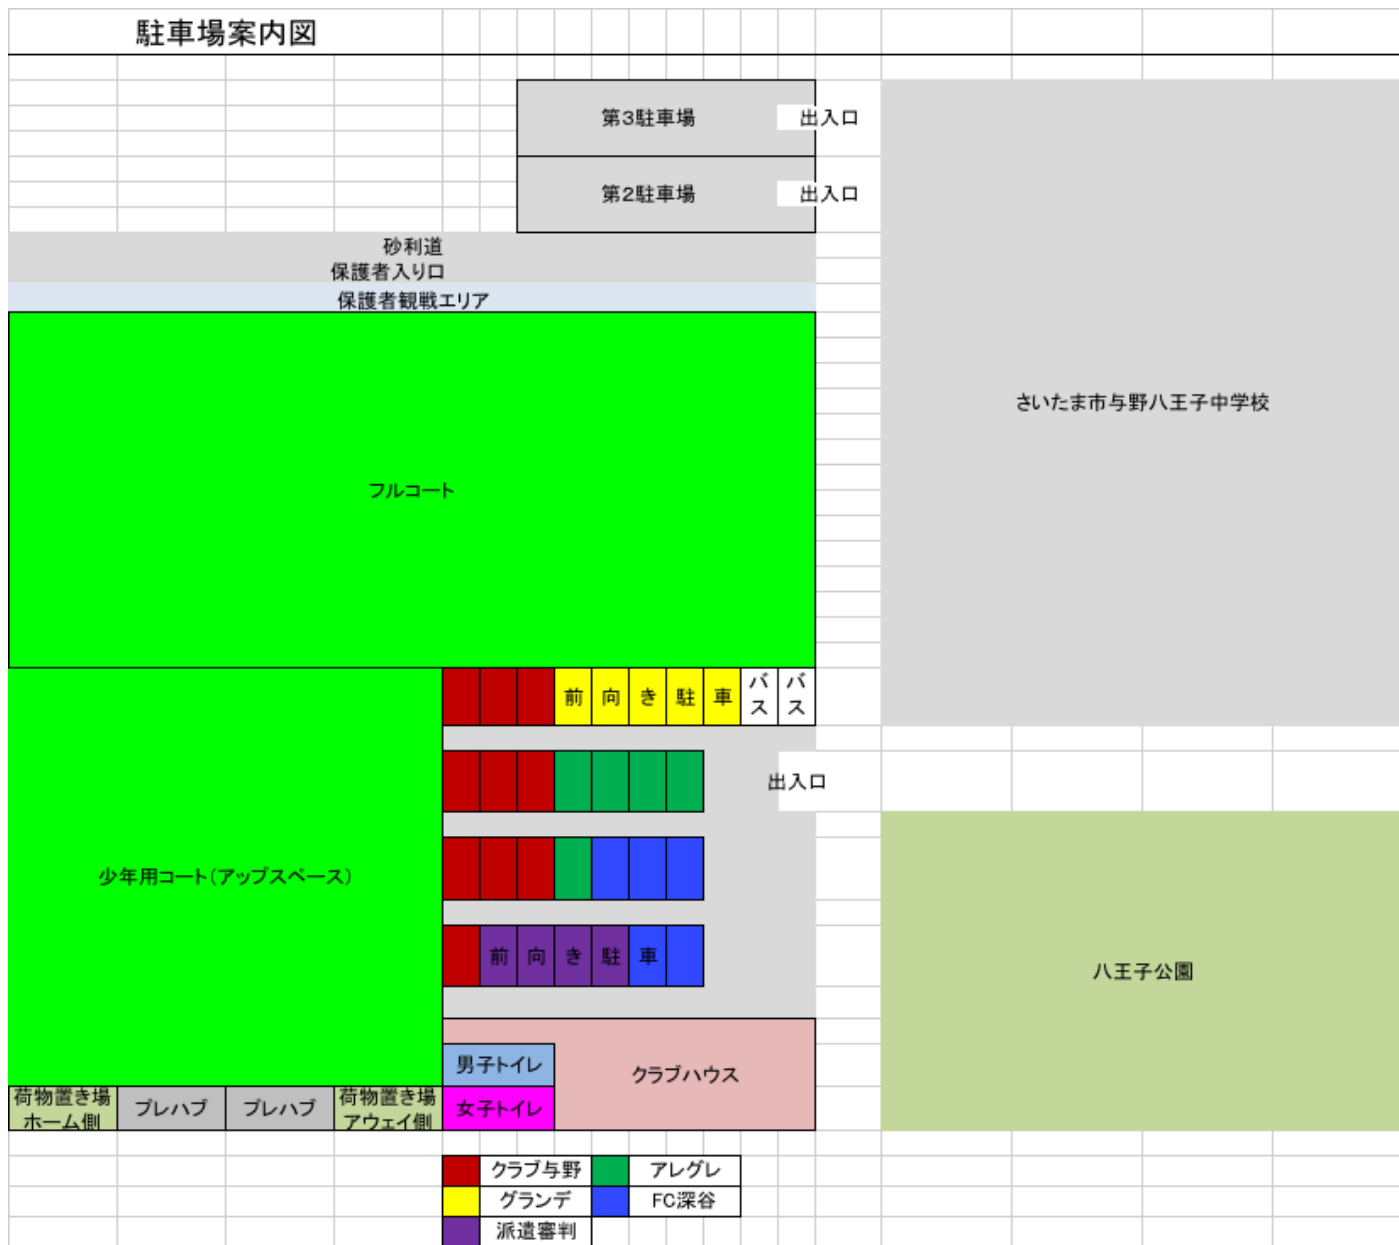 駐車場案内図
第3駐車場
出入口
第2駐車場
出入口
砂利道
保護者入り口
保護者観戦エリア
フルコート
さいたま市与野八王子中学校
前向き駐車
バス
バス
出入口
少年用コート(アップスペース)
前向き駐車
八王子公園
男子トイレ
クラブハウス
荷物置き場
ホーム側
プレハブ
プレハブ
荷物置き場
アウェイ側
女子トイレ
クラブ与野
アレグレ
グランデ
FC深谷
派遣審判